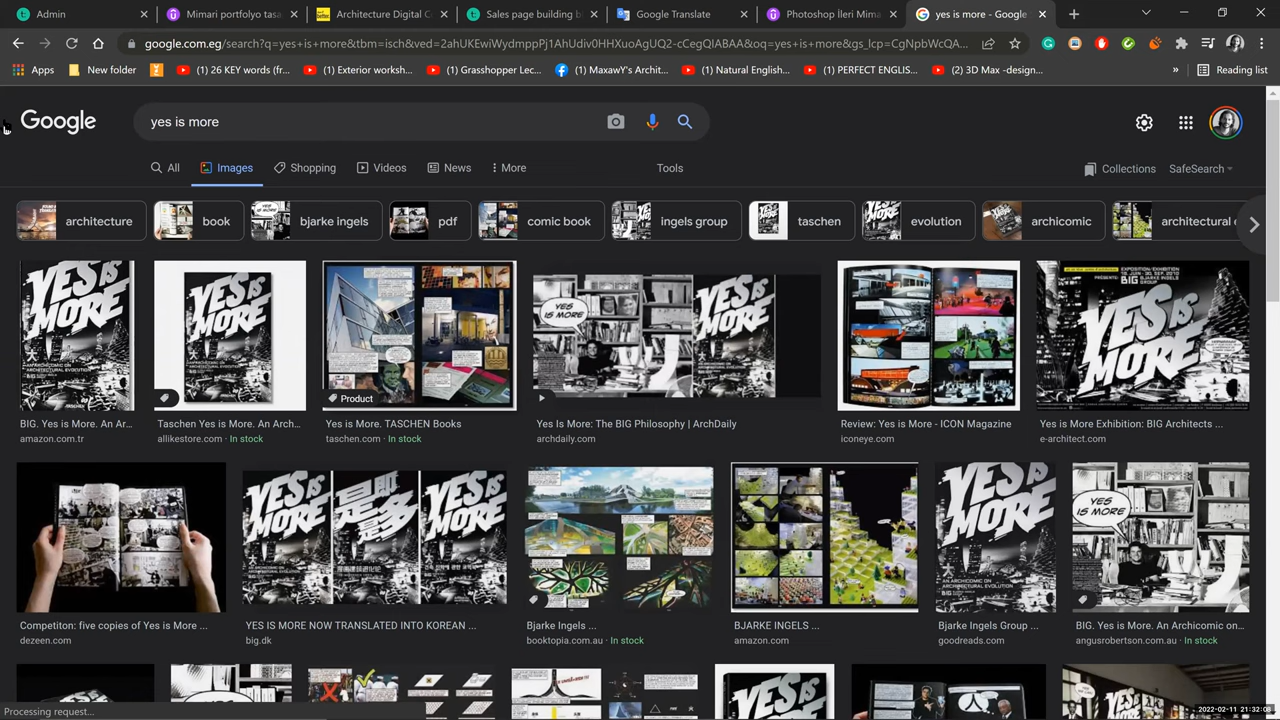 Admin
Mimari portfolyo tasa
Architecture Digital C
Sales page building b
Google Translate
Photoshop İleri Mima
yes is more - Google
google.com.eg/search?q=yes+is+more&tbm=isch&ved=2ahUKEwiWydmppPj1AhUdiv0HHXuoAgUQ2-cCegQIABAA&oq=yes+is+more&gs_lcp=CgNpbWcQA...
Apps
New folder
(1) 26 KEY words (fr...
(1) Exterior worksh...
(1) Grasshopper Lec...
(1) MaxawY's Archit...
(1) Natural English...
(1) PERFECT ENGLIS...
(2) 3D Max -design...
Reading list
Google
yes is more
All
Images
Shopping
Videos
News
More
Tools
Collections
SafeSearch
architecture
book
bjarke ingels
pdf
comic book
ingels group
taschen
evolution
archicomic
architectural e
YES IS MORE
YES IS MORE
Product
YES IS MORE
YES IS MORE
YES IS MORE
BIG. Yes is More. An Ar...
amazon.com.tr
Taschen Yes is More. An Arch...
allikestore.com · In stock
Yes is More. TASCHEN Books
taschen.com · In stock
Yes Is More: The BIG Philosophy | ArchDaily
archdaily.com
Review: Yes is More - ICON Magazine
iconeye.com
Yes is More Exhibition: BIG Architects ...
e-architect.com
YES IS MORE
YES IS MORE
YES IS MORE
YES IS MORE
Competiton: five copies of Yes is More ...
dezeen.com
YES IS MORE NOW TRANSLATED INTO KOREAN ...
big.dk
Bjarke Ingels ...
booktopia.com.au · In stock
BJARKE INGELS ...
amazon.com
Bjarke Ingels Group ...
goodreads.com
BIG. Yes is More. An Archicomic on...
angusrobertson.com.au · In stock
YES IS
Processing request...
2022-02-11 21:32:0